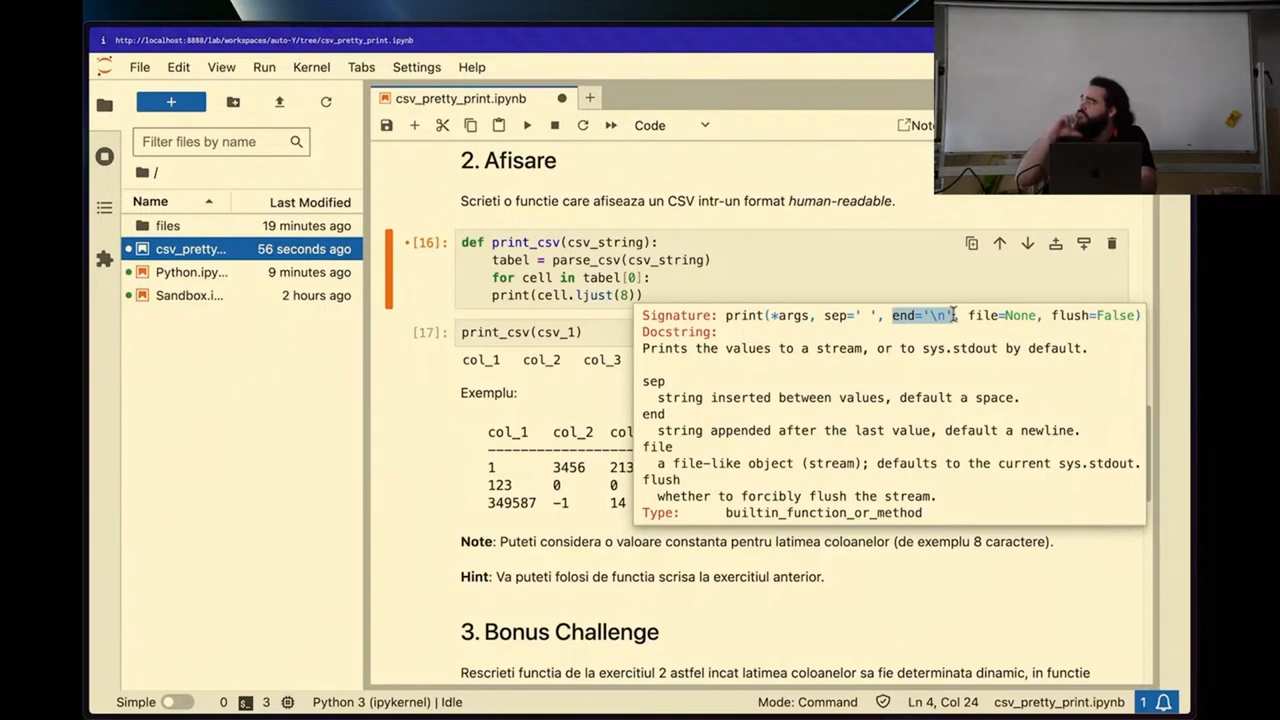 http://localhost:8888/lab/workspaces/auto-Y/tree/csv_pretty_print.ipynb
File Edit View Run Kernel Tabs Settings Help
+
csv_pretty_print.ipynb
+
Code
Filter files by name
/
Name Last Modified
files 19 minutes ago
csv_pretty... 56 seconds ago
Python.ipy... 9 minutes ago
Sandbox.i... 2 hours ago
2. Afisare
Scrieti o functie care afiseaza un CSV intr-un format human-readable.
[16]: def print_csv(csv_string):
tabel = parse_csv(csv_string)
for cell in tabel[0]:
print(cell.ljust(8))
Signature: print(*args, sep=' ', end='\n', file=None, flush=False)
Docstring:
Prints the values to a stream, or to sys.stdout by default.
sep
string inserted between values, default a space.
end
string appended after the last value, default a newline.
file
a file-like object (stream); defaults to the current sys.stdout.
flush
whether to forcibly flush the stream.
Type: builtin_function_or_method
[17]: print_csv(csv_1)
col_1 col_2 col_3
Exemplu:
col_1 col_2 col
1 3456 213
123 0 0
349587 -1 14
Note: Puteti considera o valoare constanta pentru latimea coloanelor (de exemplu 8 caractere).
Hint: Va puteti folosi de functia scrisa la exercitiul anterior.
3. Bonus Challenge
Rescrieti functia de la exercitiul 2 astfel incat latimea coloanelor sa fie determinata dinamic, in functie
Simple 0 3 Python 3 (ipykernel) | Idle Mode: Command Ln 4, Col 24 csv_pretty_print.ipynb 1